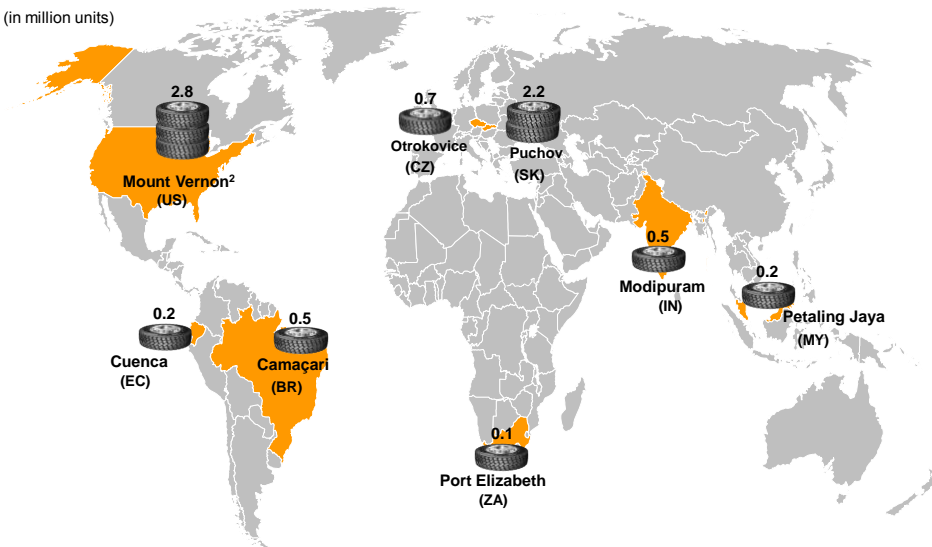 (in million units)
2.8
Mount Vernon²
(US)
0.7
Otrokovice
(CZ)
2.2
Puchov
(SK)
0.5
Modipuram
(IN)
0.2
Petaling Jaya
(MY)
0.2
Cuenca
(EC)
0.5
Camaçari
(BR)
0.1
Port Elizabeth
(ZA)